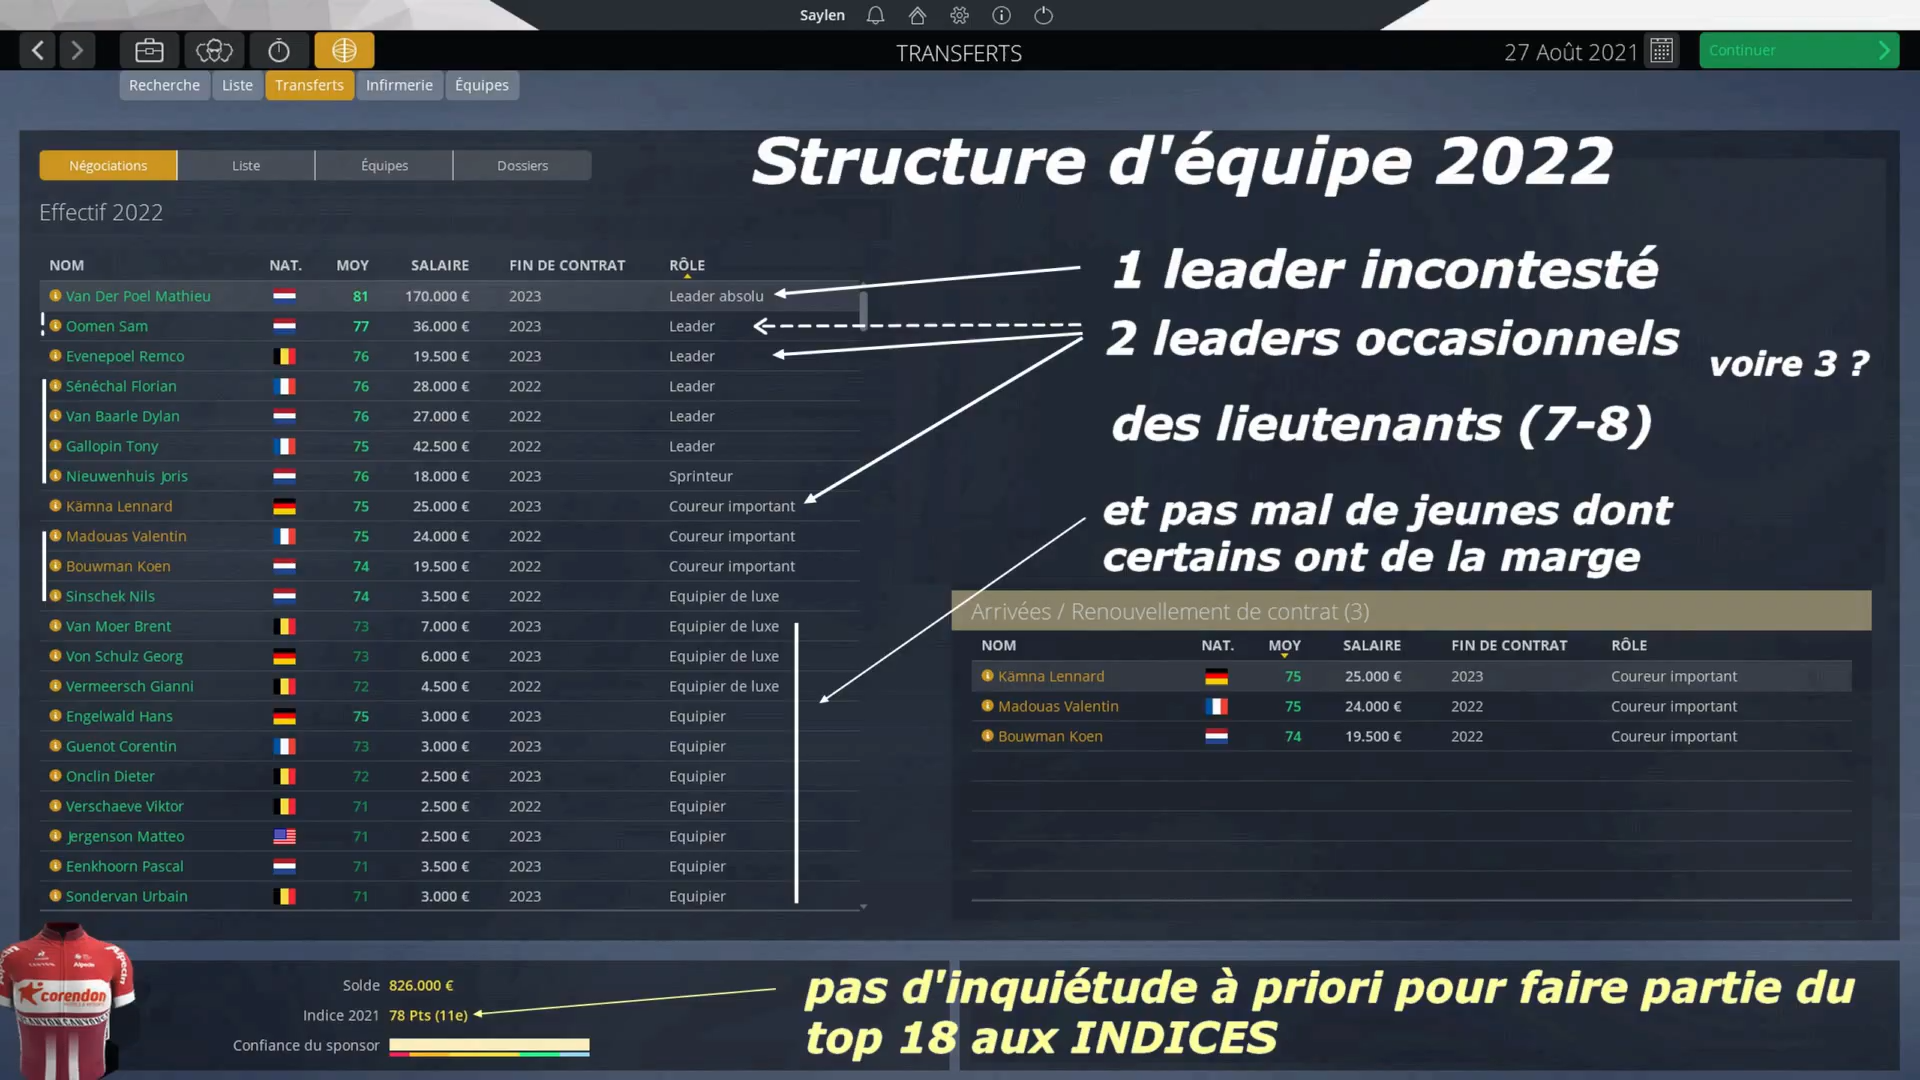 Saylen
TRANSFERTS
27 Août 2021
Continuer
Recherche Liste Transferts Infirmerie Équipes
Négociations Liste Équipes Dossiers
Structure d'équipe 2022
Effectif 2022
NOM NAT. MOY SALAIRE FIN DE CONTRAT RÔLE
Van Der Poel Mathieu 81 170.000 € 2023 Leader absolu
Oomen Sam 77 36.000 € 2023 Leader
Evenepoel Remco 76 19.500 € 2023 Leader
Sénéchal Florian 76 28.000 € 2022 Leader
Van Baarle Dylan 76 27.000 € 2022 Leader
Gallopin Tony 75 42.500 € 2022 Leader
Nieuwenhuis Joris 76 18.000 € 2023 Sprinteur
Kämna Lennard 75 25.000 € 2023 Coureur important
Madouas Valentin 75 24.000 € 2022 Coureur important
Bouwman Koen 74 19.500 € 2022 Coureur important
Sinschek Nils 74 3.500 € 2022 Equipier de luxe
Van Moer Brent 73 7.000 € 2023 Equipier de luxe
Von Schulz Georg 73 6.000 € 2023 Equipier de luxe
Vermeersch Gianni 72 4.500 € 2022 Equipier de luxe
Engelwald Hans 75 3.000 € 2023 Equipier
Guenot Corentin 73 3.000 € 2023 Equipier
Onclin Dieter 72 2.500 € 2023 Equipier
Verschaeve Viktor 71 2.500 € 2022 Equipier
Jergenson Matteo 71 2.500 € 2023 Equipier
Eenkhoorn Pascal 71 3.500 € 2023 Equipier
Sondervan Urbain 71 3.000 € 2023 Equipier
1 leader incontesté
2 leaders occasionnels
voire 3 ?
des lieutenants (7-8)
et pas mal de jeunes dont
certains ont de la marge
Arrivées / Renouvellement de contrat (3)
NOM NAT. MOY SALAIRE FIN DE CONTRAT RÔLE
Kämna Lennard 75 25.000 € 2023 Coureur important
Madouas Valentin 75 24.000 € 2022 Coureur important
Bouwman Koen 74 19.500 € 2022 Coureur important
Alpecin
corendon
Solde 826.000 €
Indice 2021 78 Pts (11e)
Confiance du sponsor
pas d'inquiétude à priori pour faire partie du
top 18 aux INDICES